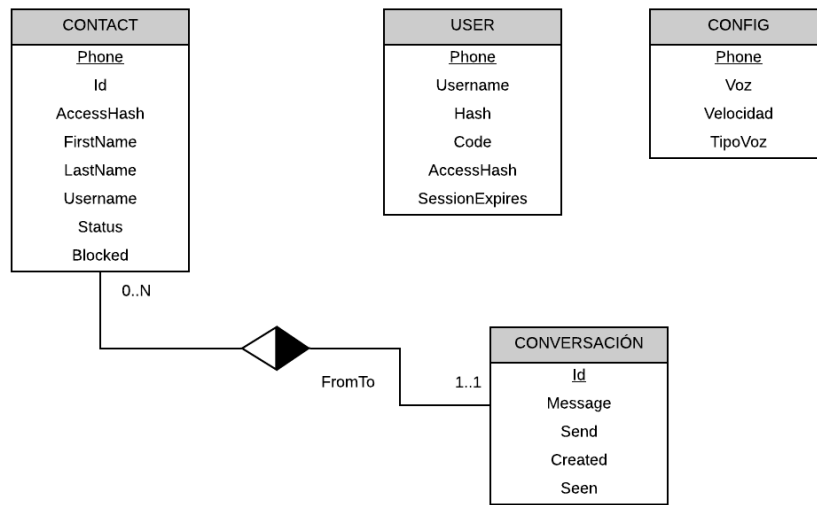 CONTACT
Phone
Id
AccessHash
FirstName
LastName
Username
Status
Blocked
USER
Phone
Username
Hash
Code
AccessHash
SessionExpires
CONFIG
Phone
Voz
Velocidad
TipoVoz
0..N
FromTo
1..1
CONVERSACIÓN
Id
Message
Send
Created
Seen